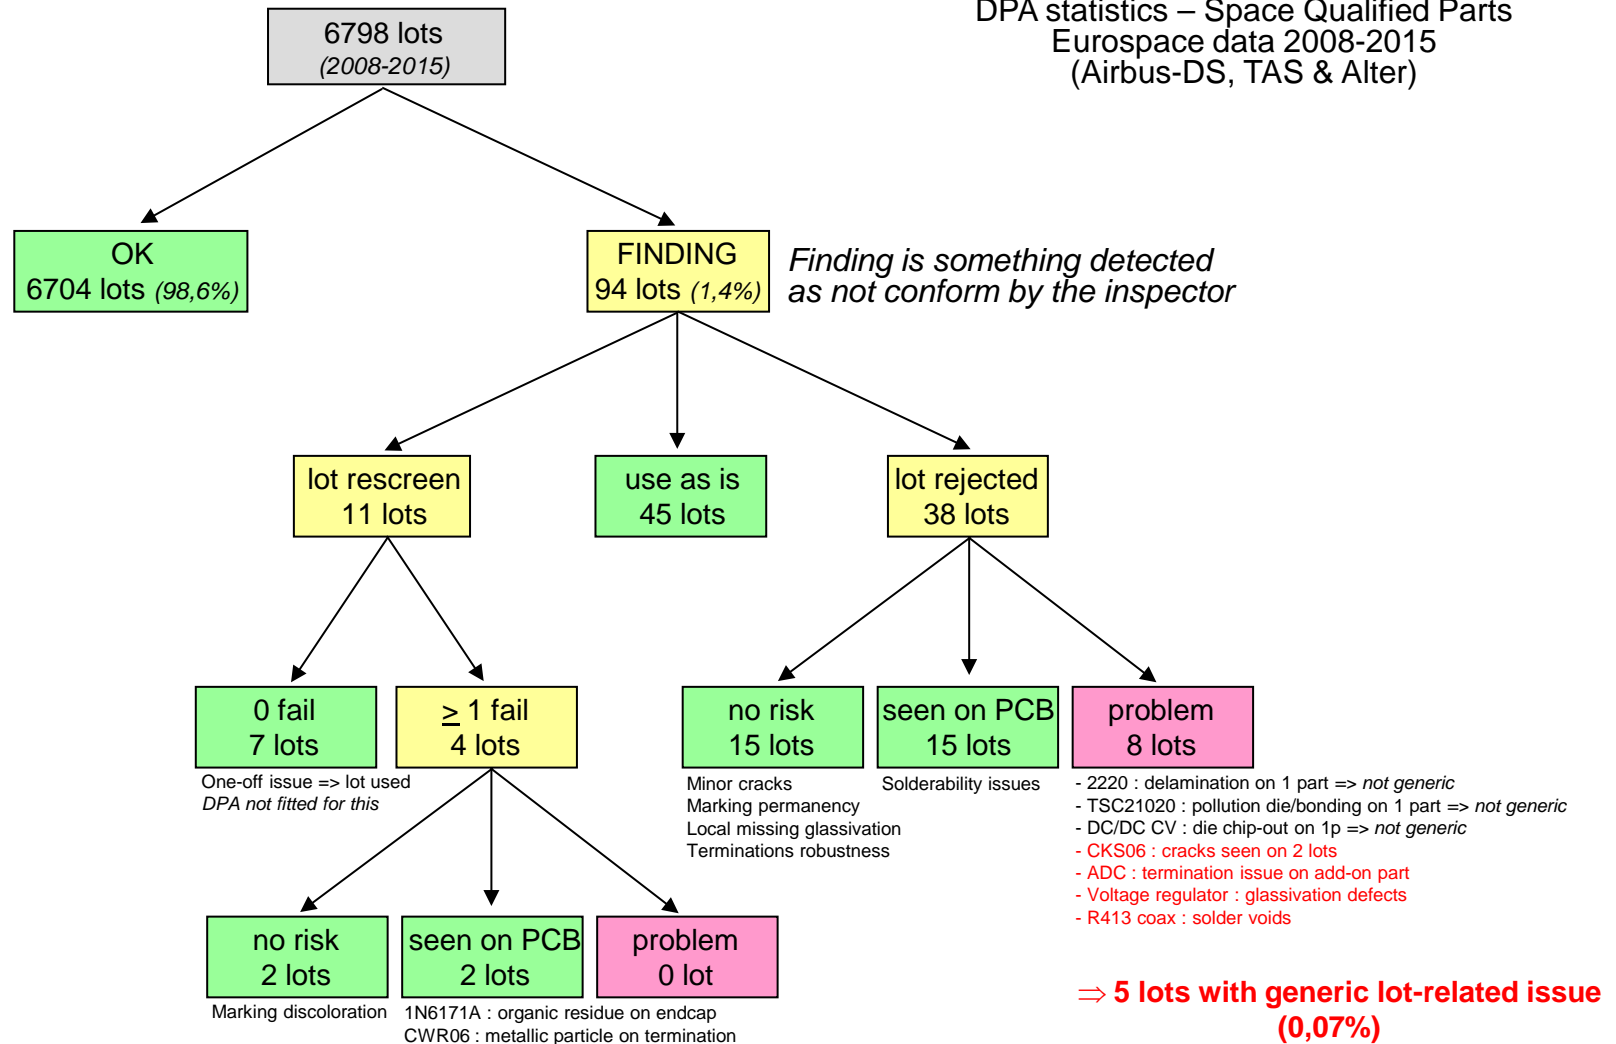 DPA statistics – Space Qualified Parts
Eurospace data 2008-2015
(Airbus-DS, TAS & Alter)
6798 lots
(2008-2015)
OK
6704 lots (98,6%)
FINDING
94 lots (1,4%)
Finding is something detected
as not conform by the inspector
lot rescreen
11 lots
use as is
45 lots
lot rejected
38 lots
0 fail
7 lots
One-off issue => lot used
DPA not fitted for this
≥ 1 fail
4 lots
no risk
15 lots
Minor cracks
Marking permanency
Local missing glassivation
Terminations robustness
seen on PCB
15 lots
Solderability issues
problem
8 lots
- 2220 : delamination on 1 part => not generic
- TSC21020 : pollution die/bonding on 1 part => not generic
- DC/DC CV : die chip-out on 1p => not generic
- CKS06 : cracks seen on 2 lots
- ADC : termination issue on add-on part
- Voltage regulator : glassivation defects
- R413 coax : solder voids
no risk
2 lots
Marking discoloration
seen on PCB
2 lots
1N6171A : organic residue on endcap
CWR06 : metallic particle on termination
problem
0 lot
⇒ 5 lots with generic lot-related issue
(0,07%)